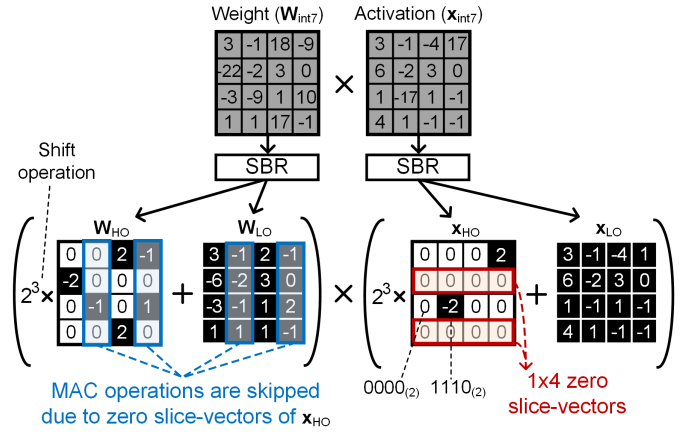 Weight (Wint7) Activation (xint7)
3 -1 18 -9 3 -1 -4 17
-22 -2 3 0 × 6 -2 3 0
-3 -9 1 10 1 -17 1 -1
1 1 17 -1 4 1 -1 -1
Shift
operation
SBR SBR
WHO WLO xHO xLO
0 0 2 -1 3 -1 2 -1 0 0 0 2 3 -1 -4 1
-2 0 0 0 -6 -2 3 0 0 0 0 0 6 -2 3 0
2³× + × 2³× +
0 -1 0 1 -3 -1 1 2 0 -2 0 0 1 -1 1 -1
0 0 2 0 1 1 1 -1 0 0 0 0 4 1 -1 -1
0000(2) 1110(2)
MAC operations are skipped
due to zero slice-vectors of xHO
1x4 zero
slice-vectors